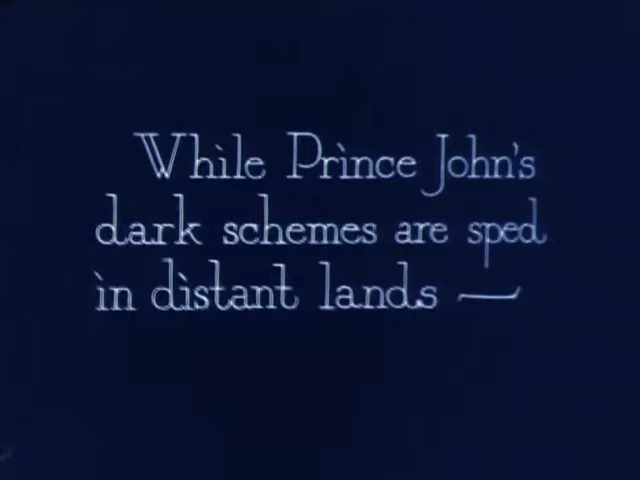 While Prince John's
dark schemes are sped
in distant lands —